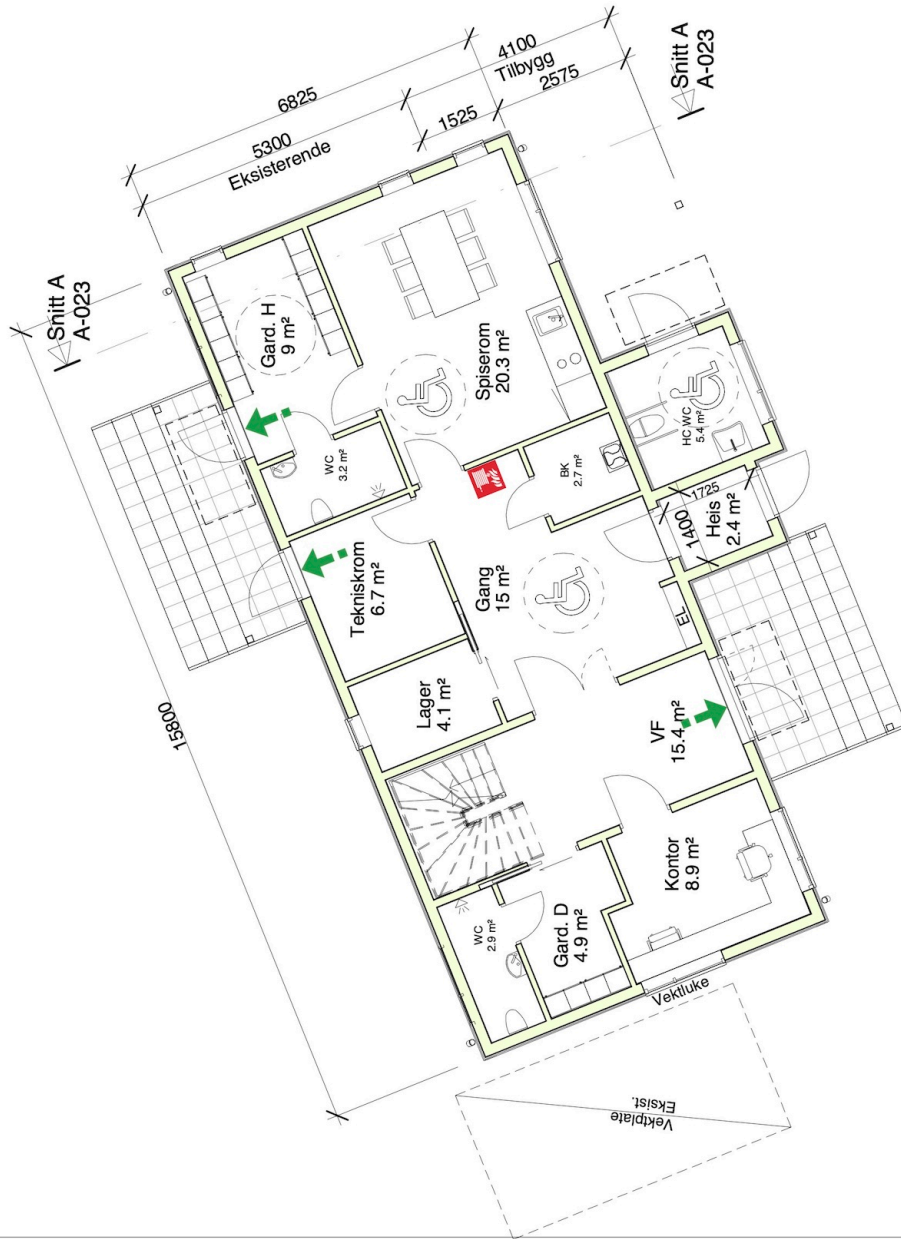 4100
Tilbygg
2575
1525
6825
5300
Eksisterende
Snitt A
A-023
Snitt A
A-023
15800
Gard. H
9 m²
Spiserom
20.3 m²
WC
3.2 m²
HC WC
5.4 m²
BK
2.7 m²
1725
1400
Heis
2.4 m²
Tekniskrom
6.7 m²
Gang
15 m²
EL
Lager
4.1 m²
VF
15.4 m²
Kontor
8.9 m²
WC
2.9 m²
Gard. D
4.9 m²
Vektluke
Vektplate
Eksist.